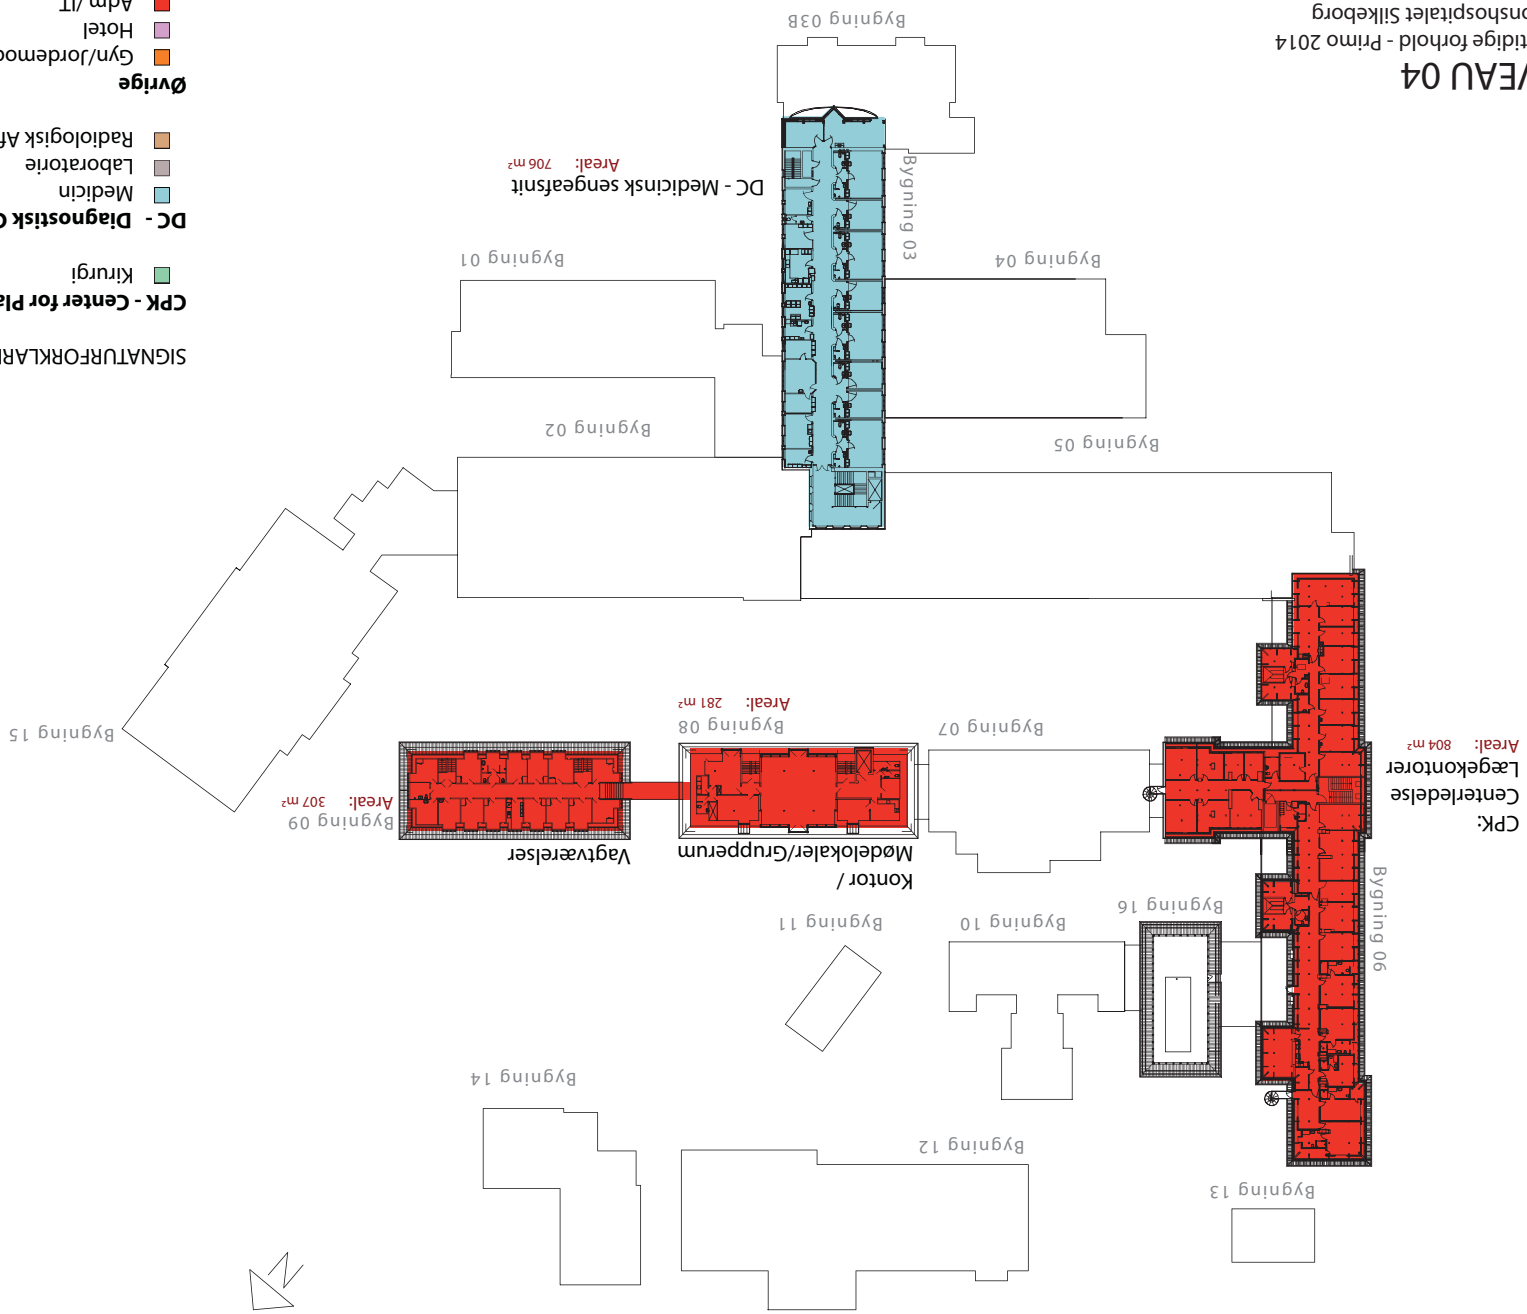 Bygning 13
Bygning 12
Bygning 14
Bygning 06
Bygning 16
Bygning 10
Bygning 11
CPK:
Centerledelse
Lægekontorer
Areal: 804 m²
Bygning 07
Kontor /
Mødelokaler/Grupperum
Bygning 08
Areal: 281 m²
Vagtværelser
Bygning 09
Areal: 307 m²
Bygning 15
Bygning 05
Bygning 02
Bygning 04
Bygning 01
Bygning 03
DC - Medicinsk sengeafsnit
Areal: 706 m²
Bygning 03B
VEAU 04
tidige forhold - Primo 2014
onshospitalet Silkeborg
SIGNATURFORKLAR
CPK - Center for Pla
Kirurgi
DC - Diagnostisk C
Medicin
Laboratorie
Radiologisk Af
Øvrige
Gyn/Jordemod
Hotel
Adm./IT